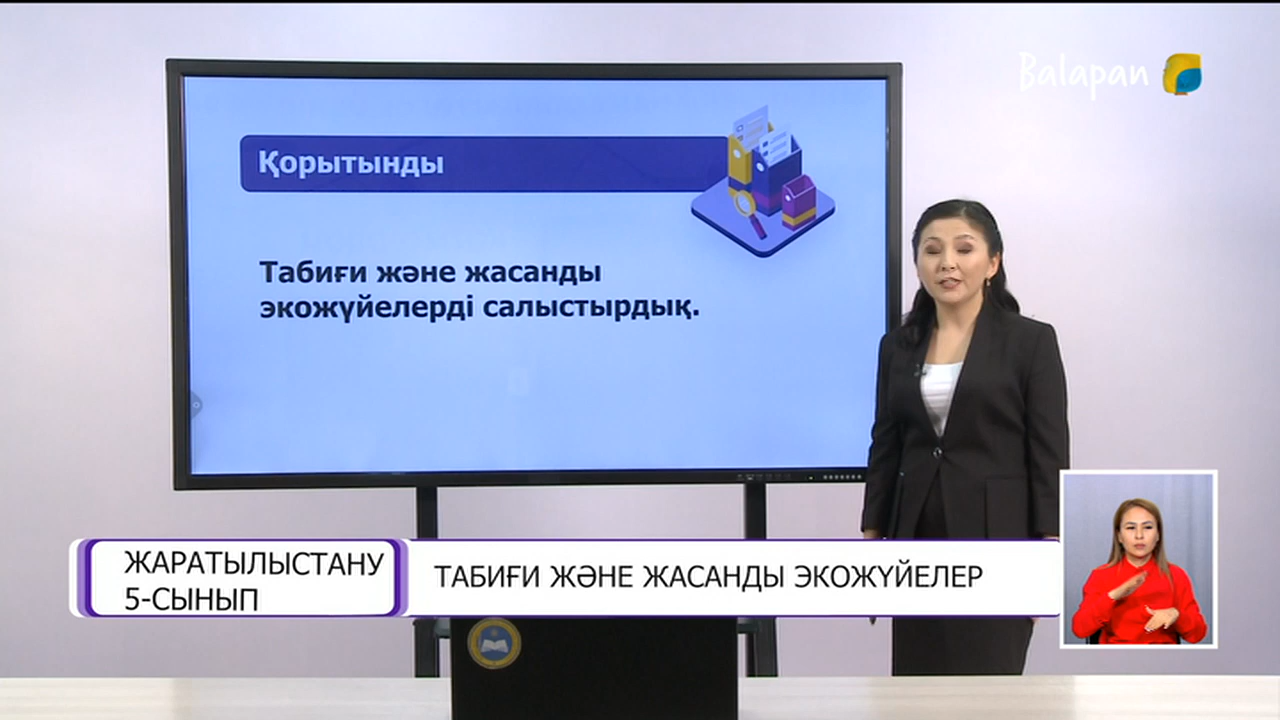 Balapan
Қорытынды
Табиғи және жасанды
экожүйелерді салыстырдық.
ЖАРАТЫЛЫСТАНУ
5-СЫНЫП
ТАБИҒИ ЖӘНЕ ЖАСАНДЫ ЭКОЖҮЙЕЛЕР